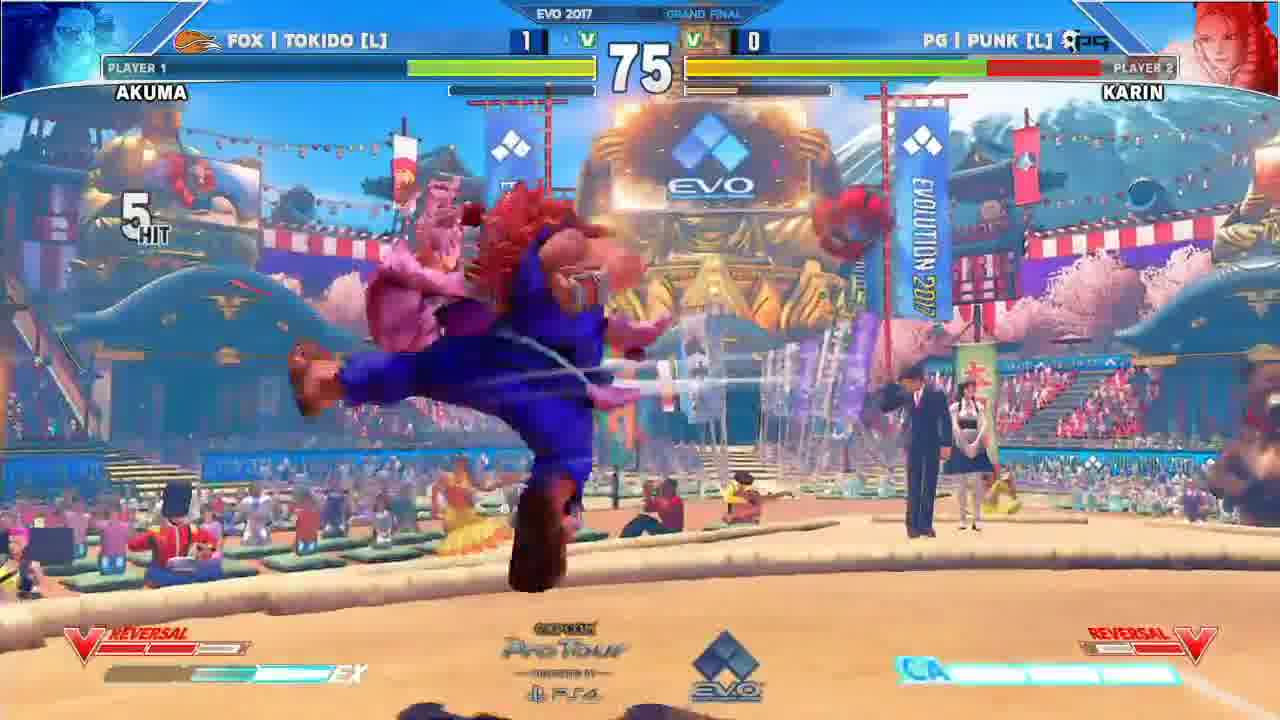 EVO 2017 GRAND FINAL
FOX | TOKIDO [L] 1 V 75 V 0 PG | PUNK [L]
PLAYER 1 PLAYER 2
AKUMA KARIN
EVO
EVOLUTION 2017
5 HIT
REVERSAL REVERSAL
EX CA
CAPCOM
Pro Tour
PS4
EVO